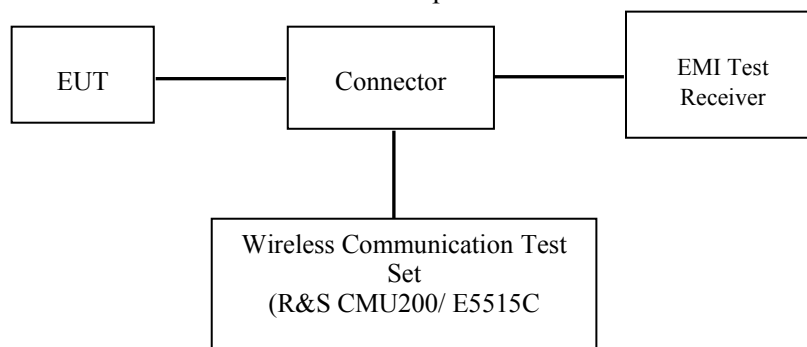 EUT
Connector
EMI Test
Receiver
Wireless Communication Test
Set
(R&S CMU200/ E5515C